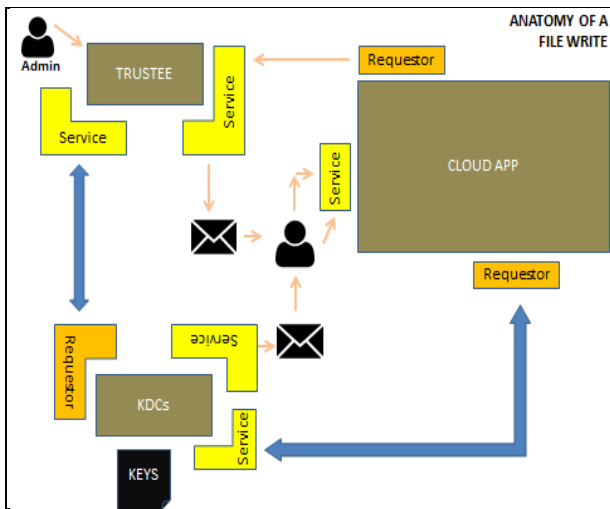 ANATOMY OF A
FILE WRITE
Admin
TRUSTEE
Service
Service
Requestor
Service
CLOUD APP
Requestor
Requestor
Service
KDCs
Service
KEYS